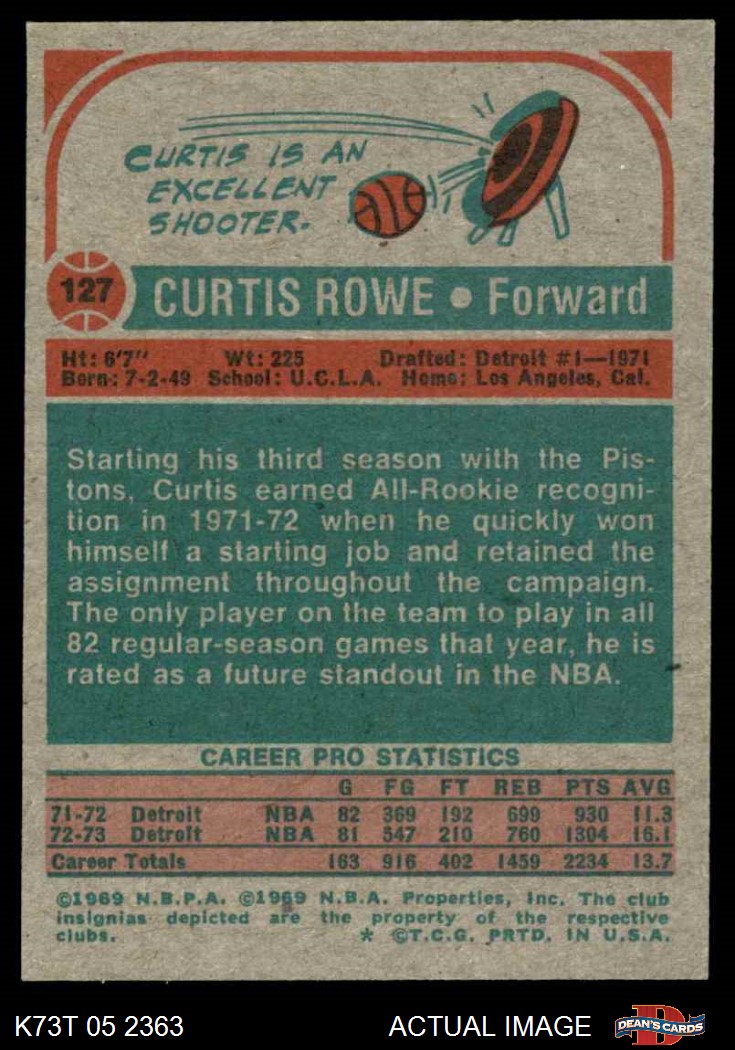 CURTIS IS AN
EXCELLENT
SHOOTER.
127
CURTIS ROWE • Forward
Ht: 6'7" Wt: 225 Drafted: Detroit #1—1971
Born: 7-2-49 School: U.C.L.A. Home: Los Angeles, Cal.
Starting his third season with the Pis-
tons, Curtis earned All-Rookie recogni-
tion in 1971-72 when he quickly won
himself a starting job and retained the
assignment throughout the campaign.
The only player on the team to play in all
82 regular-season games that year, he is
rated as a future standout in the NBA.
CAREER PRO STATISTICS
G FG FT REB PTS AVG
71-72 Detroit NBA 82 369 192 699 930 11.3
72-73 Detroit NBA 81 547 210 760 1304 16.1
Career Totals 163 916 402 1459 2234 13.7
©1969 N.B.P.A. ©1969 N.B.A. Properties, Inc. The club
insignias depicted are the property of the respective
clubs. * ©T.C.G. PRTD. IN U.S.A.
K73T 05 2363 ACTUAL IMAGE
D
DEAN'S CARDS